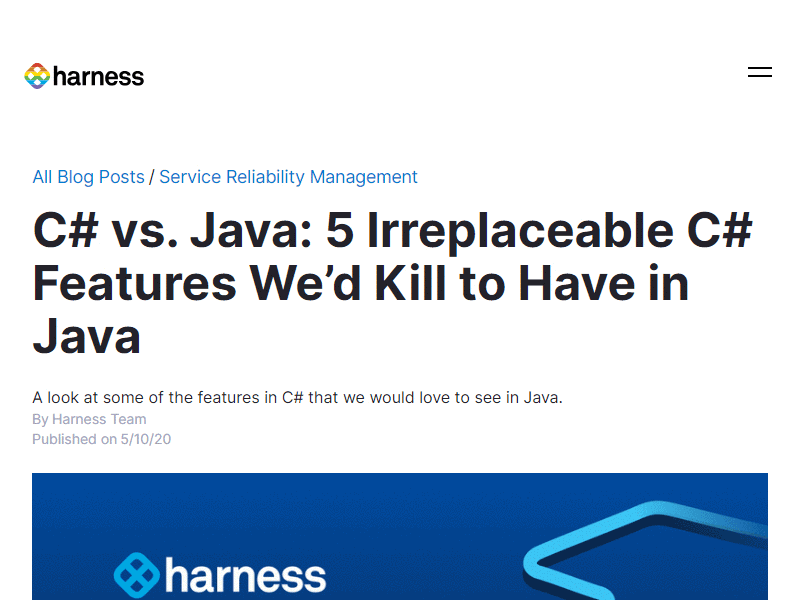 harness
All Blog Posts / Service Reliability Management
C# vs. Java: 5 Irreplaceable C#
Features We’d Kill to Have in
Java
A look at some of the features in C# that we would love to see in Java.
By Harness Team
Published on 5/10/20
harness